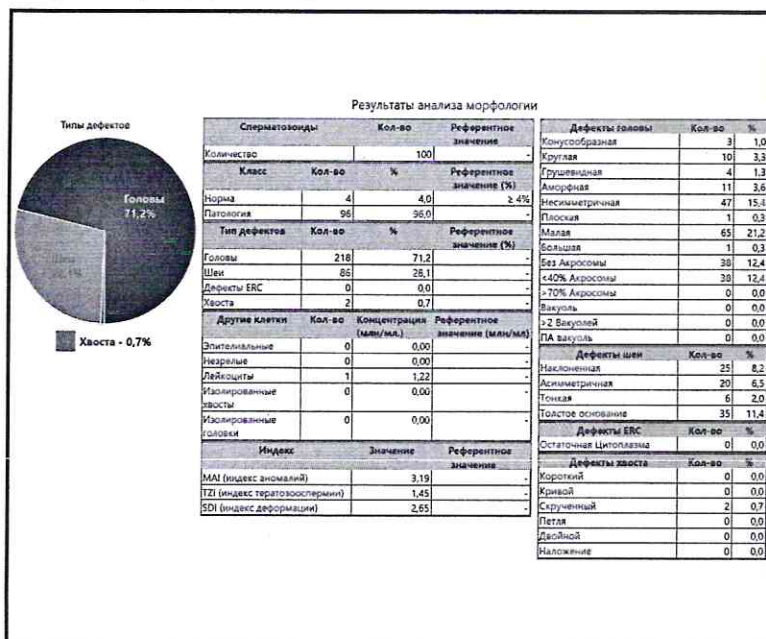 Результаты анализа морфологии
Типы дефектов
Головы
71,2%
Хвоста - 0,7%
Сперматозоиды Кол-во Референтное значение
Количество 100 -
Класс Кол-во % Референтное значение (%)
Норма 4 4,0 ≥ 4%
Патология 96 96,0 -
Тип дефектов Кол-во % Референтное значение (%)
Головы 218 71,2 -
Шеи 86 28,1 -
Дефекты ERC 0 0,0 -
Хвоста 2 0,7 -
Другие клетки Кол-во Концентрация (млн/мл.) Референтное значение (млн/мл)
Эпителиальные 0 0,00 -
Незрелые 0 0,00 -
Лейкоциты 1 1,22 -
Изолированные хвосты 0 0,00 -
Изолированные головки 0 0,00 -
Индекс Значение Референтное значение
MAI (индекс аномалий) 3,19 -
TZI (индекс тератозооспермии) 1,45 -
SDI (индекс деформации) 2,65 -
Дефекты головы Кол-во %
Конусообразная 3 1,0
Круглая 10 3,3
Грушевидная 4 1,3
Аморфная 11 3,6
Несимметричная 47 15,4
Плоская 1 0,3
Малая 65 21,2
Большая 1 0,3
Без Акросомы 38 12,4
<40% Акросомы 38 12,4
>70% Акросомы 0 0,0
Вакуоль 0 0,0
>2 Вакуолей 0 0,0
ПА вакуоль 0 0,0
Дефекты шеи Кол-во %
Наклоненная 25 8,2
Асимметричная 20 6,5
Тонкая 6 2,0
Толстое основание 35 11,4
Дефекты ERC Кол-во %
Остаточная Цитоплазма 0 0,0
Дефекты хвоста Кол-во %
Короткий 0 0,0
Кривой 0 0,0
Скрученный 2 0,7
Петля 0 0,0
Двойной 0 0,0
Наложение 0 0,0